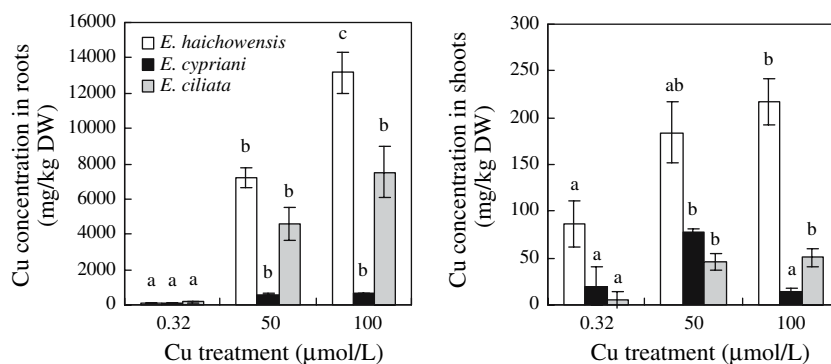 Cu concentration in roots
(mg/kg DW)
16000
14000
12000
10000
8000
6000
4000
2000
0
E. haichowensis
E. cypriani
E. ciliata
a a a
b b b
c b b
0.32 50 100
Cu treatment (μmol/L)
Cu concentration in shoots
(mg/kg DW)
300
250
200
150
100
50
0
a a a
ab b b
b a b
0.32 50 100
Cu treatment (μmol/L)